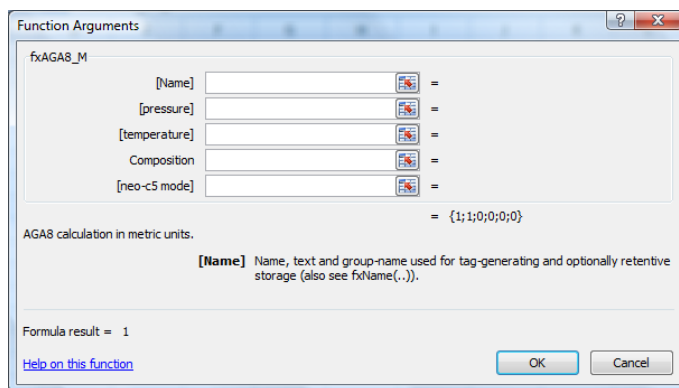 Function Arguments
fxAGA8_M
[Name] =
[pressure] =
[temperature] =
Composition =
[neo-c5 mode] =
= {1;1;0;0;0;0}
AGA8 calculation in metric units.
[Name] Name, text and group-name used for tag-generating and optionally retentive
storage (also see fxName(..)).
Formula result = 1
Help on this function
OK
Cancel